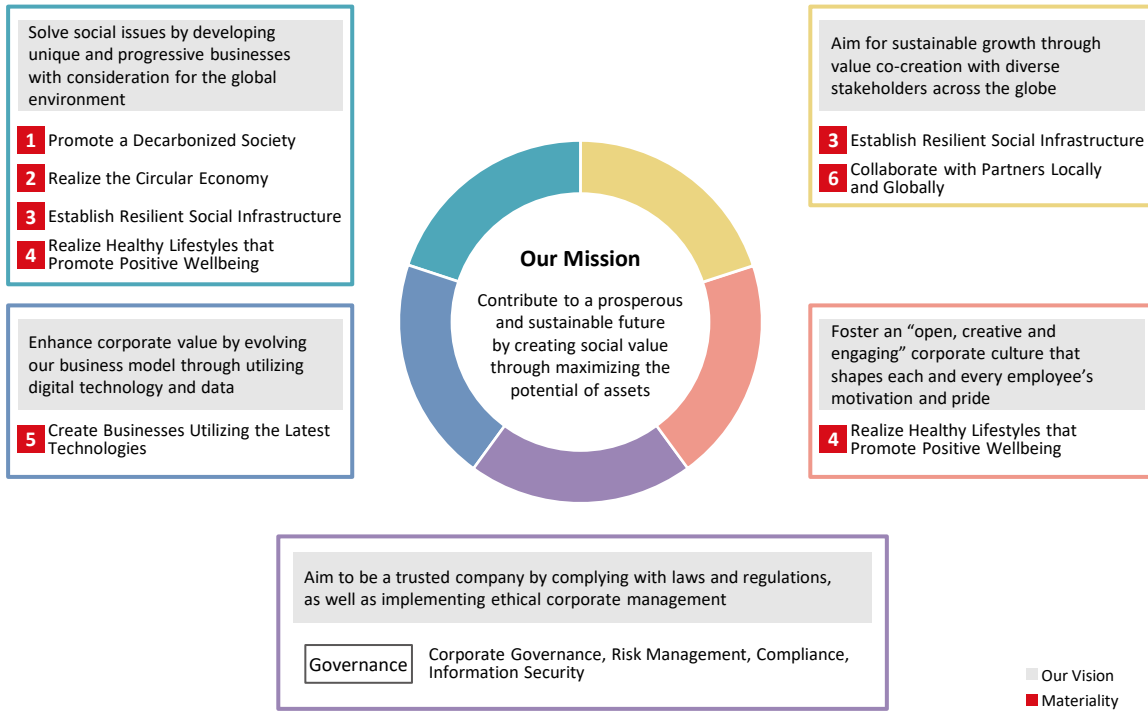 Solve social issues by developing
unique and progressive businesses
with consideration for the global
environment
1 Promote a Decarbonized Society
2 Realize the Circular Economy
3 Establish Resilient Social Infrastructure
4 Realize Healthy Lifestyles that
Promote Positive Wellbeing
Aim for sustainable growth through
value co-creation with diverse
stakeholders across the globe
3 Establish Resilient Social Infrastructure
6 Collaborate with Partners Locally
and Globally
Our Mission
Contribute to a prosperous
and sustainable future
by creating social value
through maximizing the
potential of assets
Enhance corporate value by evolving
our business model through utilizing
digital technology and data
5 Create Businesses Utilizing the Latest
Technologies
Foster an “open, creative and
engaging” corporate culture that
shapes each and every employee’s
motivation and pride
4 Realize Healthy Lifestyles that
Promote Positive Wellbeing
Aim to be a trusted company by complying with laws and regulations,
as well as implementing ethical corporate management
Governance
Corporate Governance, Risk Management, Compliance,
Information Security
Our Vision
Materiality